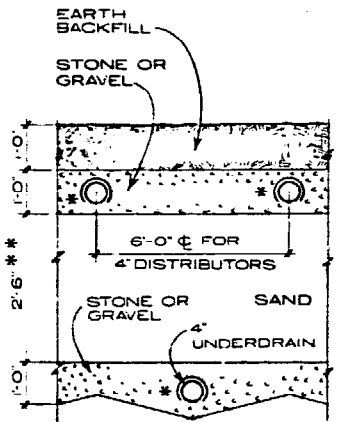 EARTH
BACKFILL
STONE OR
GRAVEL
1'-0"
1'-0"
*
*
6'-0" ℄ FOR
4" DISTRIBUTORS
2'-6" **
STONE OR
GRAVEL
SAND
4"
UNDERDRAIN
1'-0"
*